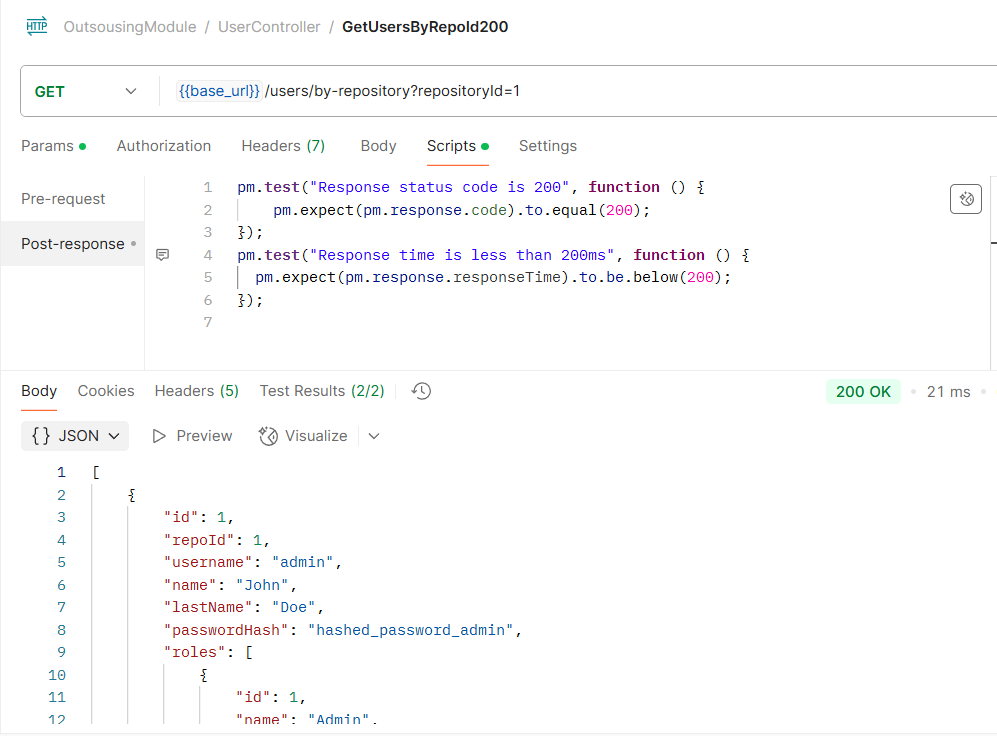 HTTP OutsousingModule / UserController / GetUsersByRepoId200
GET {{base_url}} /users/by-repository?repositoryId=1
Params Authorization Headers (7) Body Scripts Settings
Pre-request
Post-response
1 pm.test("Response status code is 200", function () {
2 pm.expect(pm.response.code).to.equal(200);
3 });
4 pm.test("Response time is less than 200ms", function () {
5 pm.expect(pm.response.responseTime).to.be.below(200);
6 });
7
Body Cookies Headers (5) Test Results (2/2) 200 OK 21 ms
{} JSON Preview Visualize
1 [
2 {
3 "id": 1,
4 "repoId": 1,
5 "username": "admin",
6 "name": "John",
7 "lastName": "Doe",
8 "passwordHash": "hashed_password_admin",
9 "roles": [
10 {
11 "id": 1,
12 "name": "Admin",